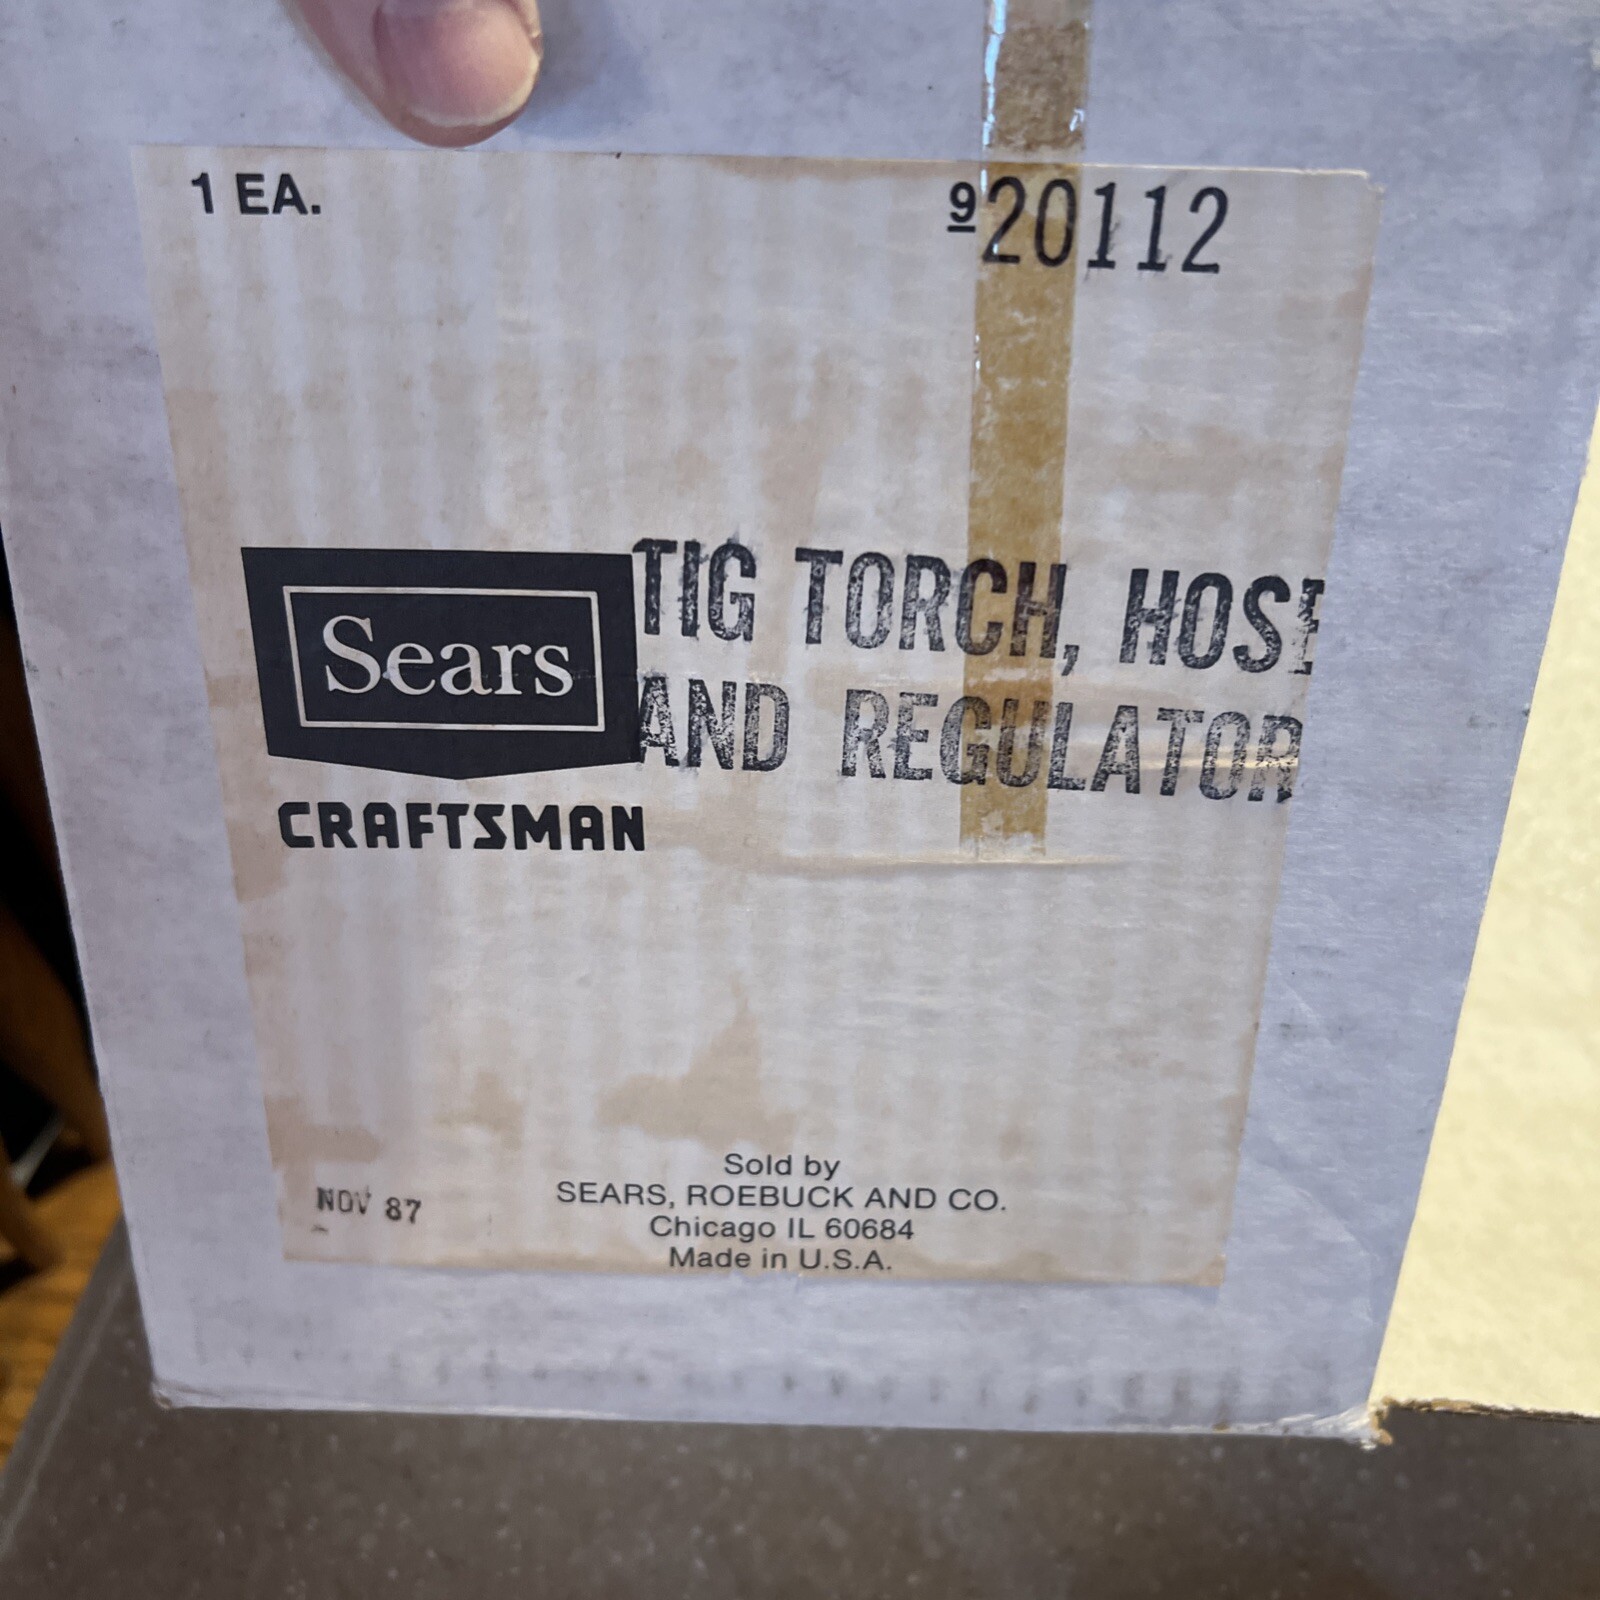 1 EA.
920112
Sears
TIG TORCH, HOSE
AND REGULATOR
CRAFTSMAN
NOV 87
Sold by
SEARS, ROEBUCK AND CO.
Chicago IL 60684
Made in U.S.A.